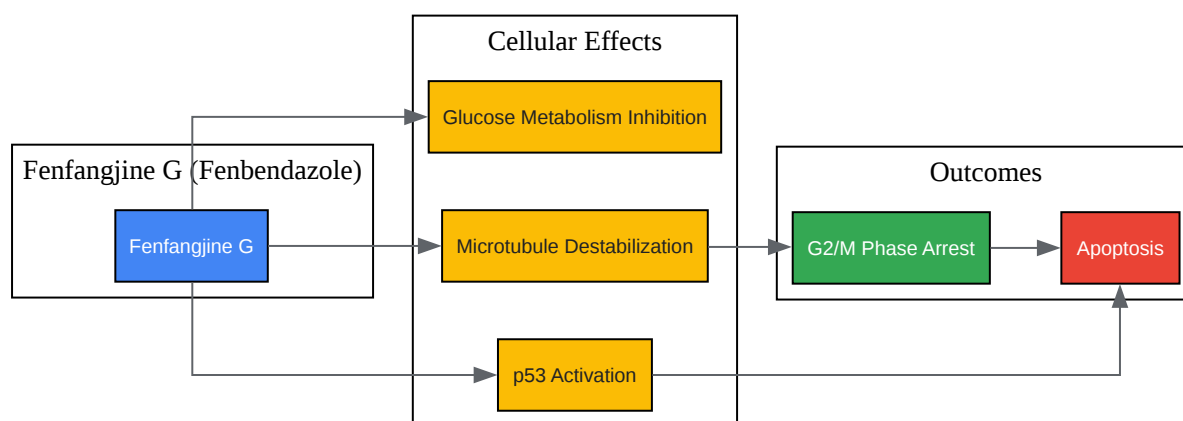 Cellular Effects
Glucose Metabolism Inhibition
Fenfangjine G (Fenbendazole)
Outcomes
Fenfangjine G
Microtubule Destabilization
G2/M Phase Arrest
Apoptosis
p53 Activation